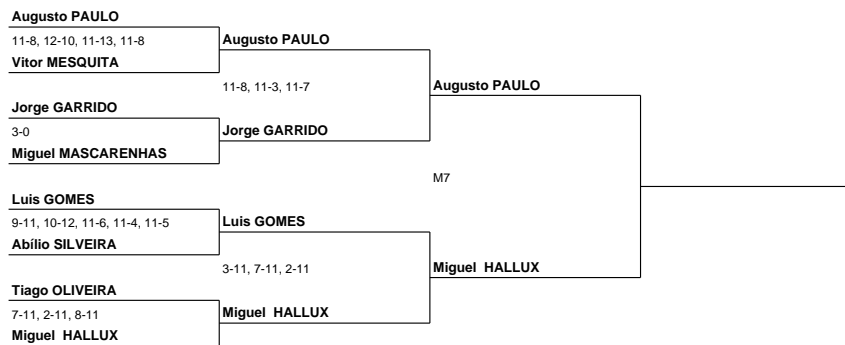 Augusto PAULO
11-8, 12-10, 11-13, 11-8
Augusto PAULO
Vitor MESQUITA
11-8, 11-3, 11-7
Augusto PAULO
Jorge GARRIDO
3-0
Jorge GARRIDO
Miguel MASCARENHAS
M7
Luis GOMES
9-11, 10-12, 11-6, 11-4, 11-5
Luis GOMES
Abílio SILVEIRA
3-11, 7-11, 2-11
Miguel HALLUX
Tiago OLIVEIRA
7-11, 2-11, 8-11
Miguel HALLUX
Miguel HALLUX